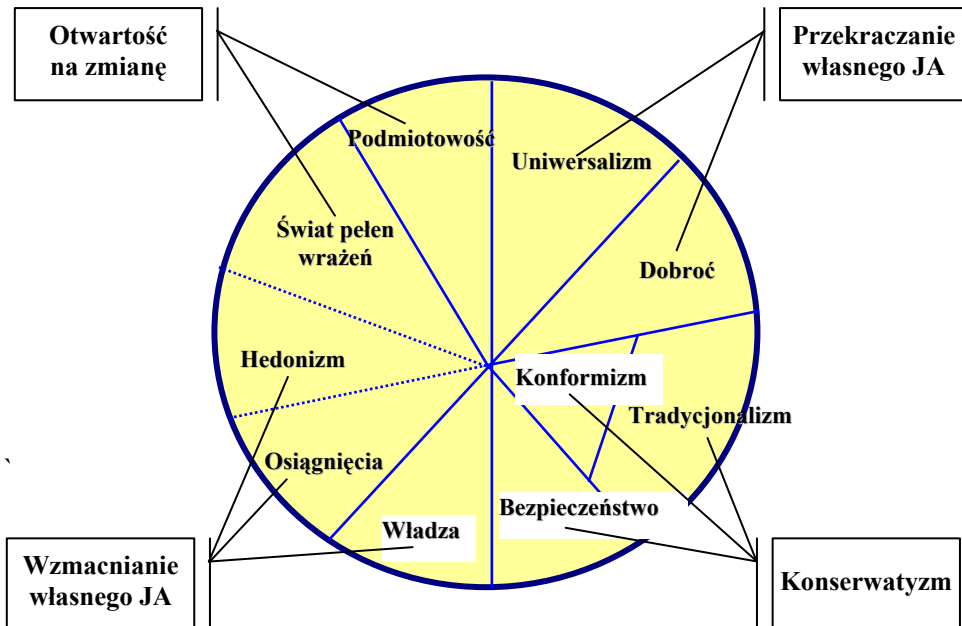 Otwartość
na zmianę
Przekraczanie
własnego JA
Podmiotowość
Uniwersalizm
Świat pełen
wrażeń
Dobroć
Hedonizm
Konformizm
Tradycjonalizm
`
Osiągnięcia
Bezpieczeństwo
Władza
Wzmacnianie
własnego JA
Konserwatyzm